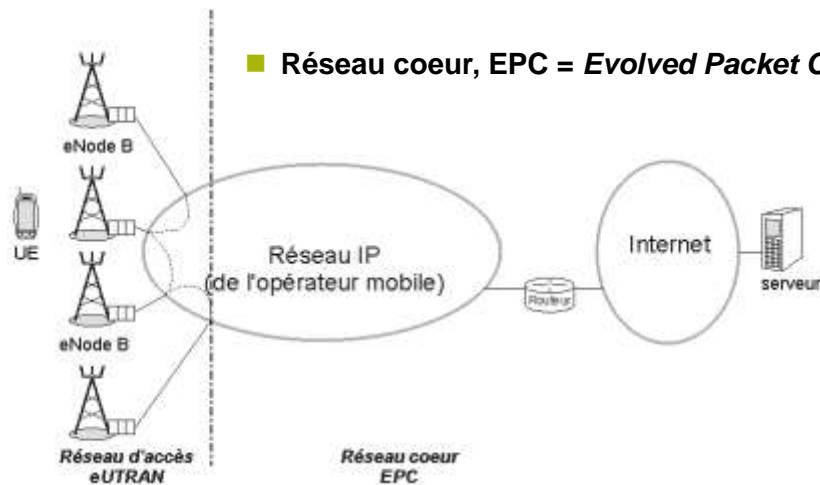 Réseau coeur, EPC = Evolved Packet C
eNode B
UE
Réseau IP
(de l'opérateur mobile)
Internet
Routeur
serveur
eNode B
Réseau d'accès
eUTRAN
Réseau coeur
EPC